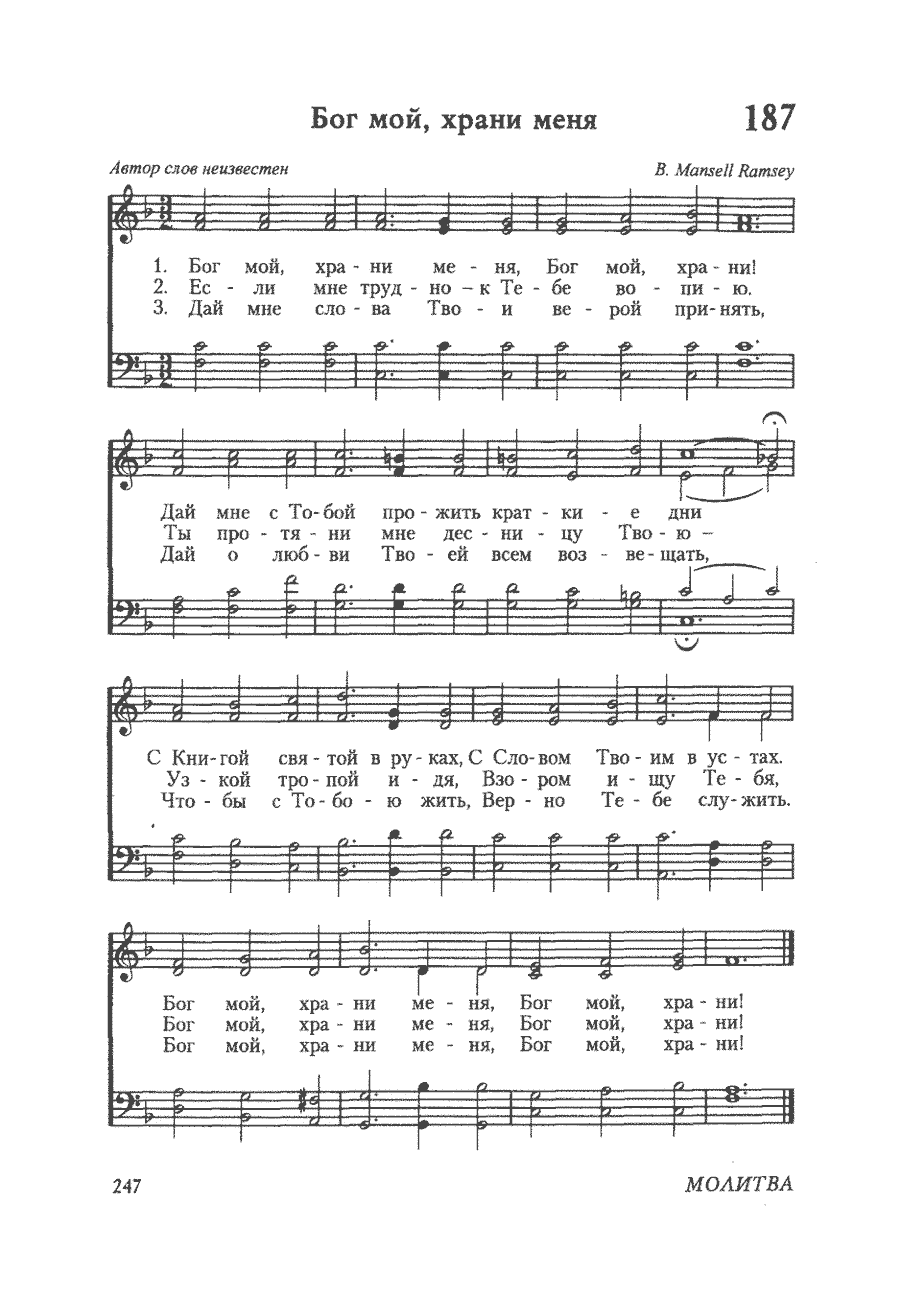 Бог мой, храни меня 187
Автор слов неизвестен B. Mansell Ramsey
1. Бог мой, хра - ни ме - ня, Бог мой, хра - ни!
2. Ес - ли мне труд - но – к Те - бе во - пи - ю.
3. Дай мне сло - ва Тво - и ве - рой при- нять,
Дай мне с То- бой про - жить крат - ки - е дни
Ты про - тя - ни мне дес - ни - цу Тво - ю –
Дай о люб - ви Тво - ей всем воз - ве - щать,
С Кни- гой свя - той в ру - ках, С Сло- вом Тво - им в ус - тах.
Уз - кой тро - пой и - дя, Взо - ром и - щу Те - бя,
Что - бы с То - бо - ю жить, Вер - но Те - бе слу- жить.
Бог мой, хра - ни ме - ня, Бог мой, хра - ни!
Бог мой, хра - ни ме - ня, Бог мой, хра - ни!
Бог мой, хра - ни ме - ня, Бог мой, хра - ни!
247 МОЛИТВА